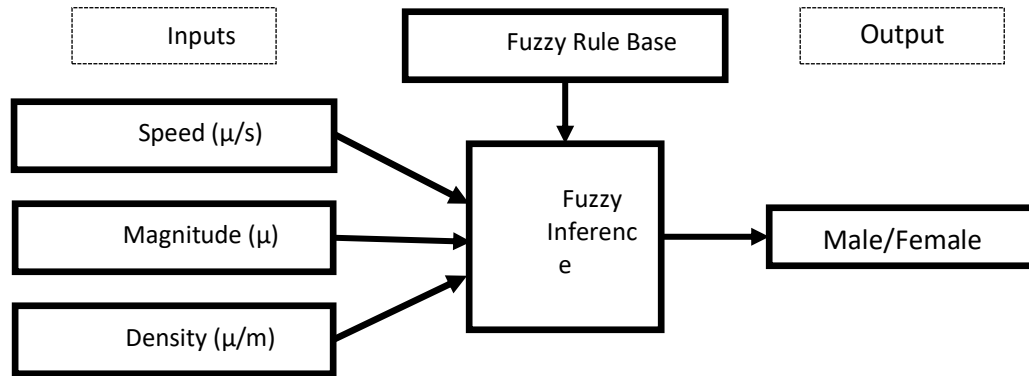 Inputs
Fuzzy Rule Base
Output
Speed (μ/s)
Magnitude (μ)
Density (μ/m)
Fuzzy
Inferenc
e
Male/Female